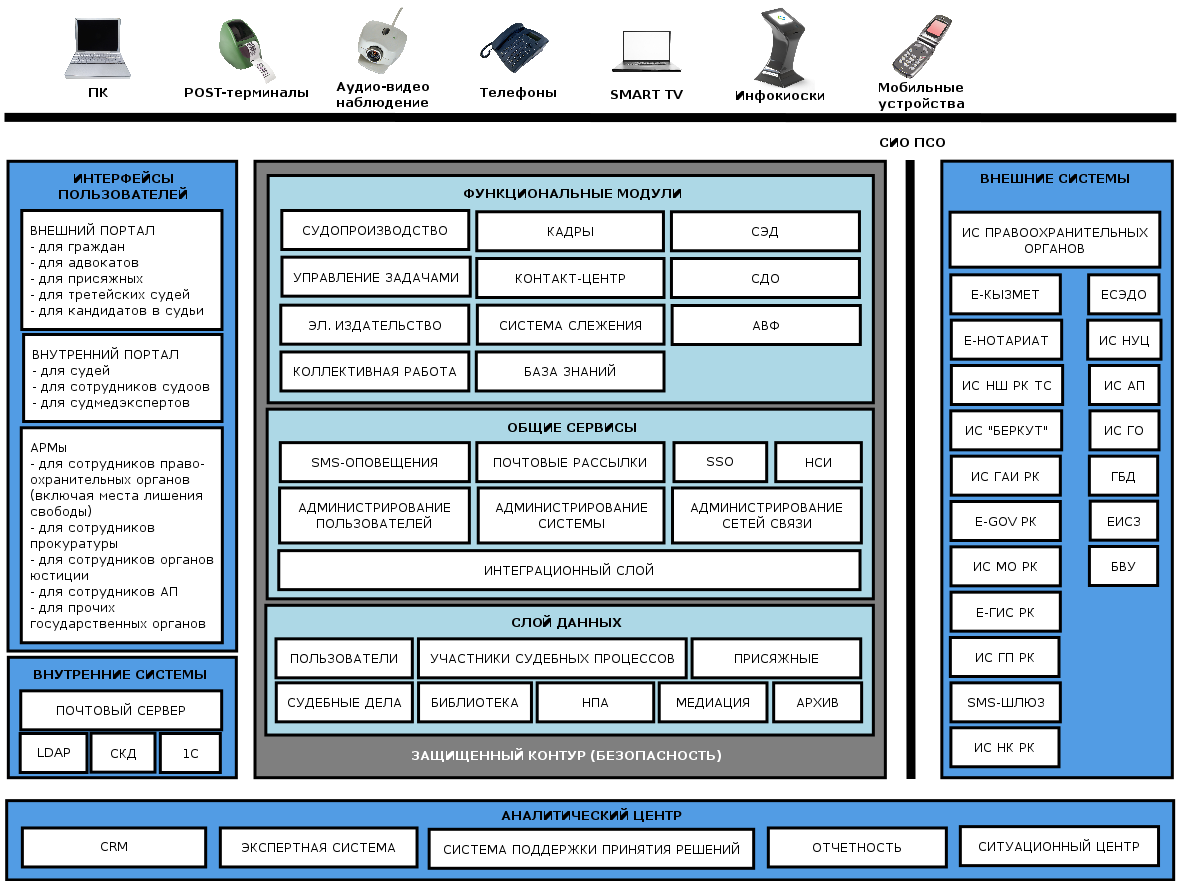 ПК
POST-терминалы
Аудио-видео
наблюдение
Телефоны
SMART TV
Инфокиоски
Мобильные
устройства
СИО ПСО
ИНТЕРФЕЙСЫ
ПОЛЬЗОВАТЕЛЕЙ
ВНЕШНИЙ ПОРТАЛ
- для граждан
- для адвокатов
- для присяжных
- для третейских судей
- для кандидатов в судьи
ВНУТРЕННИЙ ПОРТАЛ
- для судей
- для сотрудников судоов
- для судмедэкспертов
АРМы
- для сотрудников право-
охранительных органов
(включая места лишения
свободы)
- для сотрудников
прокуратуры
- для сотрудников органов
юстиции
- для сотрудников АП
- для прочих
государственных органов
ВНУТРЕННИЕ СИСТЕМЫ
ПОЧТОВЫЙ СЕРВЕР
LDAP
СКД
1С
ФУНКЦИОНАЛЬНЫЕ МОДУЛИ
СУДОПРОИЗВОДСТВО
КАДРЫ
СЭД
УПРАВЛЕНИЕ ЗАДАЧАМИ
КОНТАКТ-ЦЕНТР
СДО
ЭЛ. ИЗДАТЕЛЬСТВО
СИСТЕМА СЛЕЖЕНИЯ
АВФ
КОЛЛЕКТИВНАЯ РАБОТА
БАЗА ЗНАНИЙ
ОБЩИЕ СЕРВИСЫ
SMS-ОПОВЕЩЕНИЯ
ПОЧТОВЫЕ РАССЫЛКИ
SSO
НСИ
АДМИНИСТРИРОВАНИЕ
ПОЛЬЗОВАТЕЛЕЙ
АДМИНИСТРИРОВАНИЕ
СИСТЕМЫ
АДМИНИСТРИРОВАНИЕ
СЕТЕЙ СВЯЗИ
ИНТЕГРАЦИОННЫЙ СЛОЙ
СЛОЙ ДАННЫХ
ПОЛЬЗОВАТЕЛИ
УЧАСТНИКИ СУДЕБНЫХ ПРОЦЕССОВ
ПРИСЯЖНЫЕ
СУДЕБНЫЕ ДЕЛА
БИБЛИОТЕКА
НПА
МЕДИАЦИЯ
АРХИВ
ЗАЩИЩЕННЫЙ КОНТУР (БЕЗОПАСНОСТЬ)
ВНЕШНИЕ СИСТЕМЫ
ИС ПРАВООХРАНИТЕЛЬНЫХ
ОРГАНОВ
Е-КЫЗМЕТ
ЕСЭДО
Е-НОТАРИАТ
ИС НУЦ
ИС НШ РК ТС
ИС АП
ИС "БЕРКУТ"
ИС ГО
ИС ГАИ РК
ГБД
E-GOV РК
ЕИСЗ
ИС МО РК
БВУ
Е-ГИС РК
ИС ГП РК
SMS-ШЛЮЗ
ИС НК РК
АНАЛИТИЧЕСКИЙ ЦЕНТР
CRM
ЭКСПЕРТНАЯ СИСТЕМА
СИСТЕМА ПОДДЕРЖКИ ПРИНЯТИЯ РЕШЕНИЙ
ОТЧЕТНОСТЬ
СИТУАЦИОННЫЙ ЦЕНТР